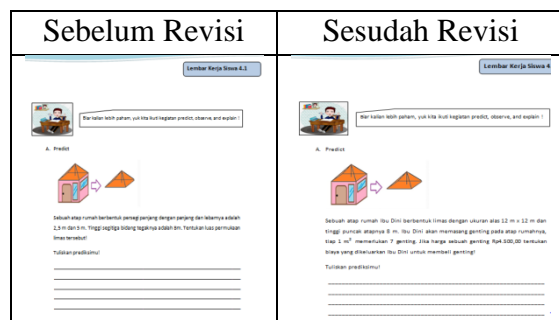 Sebelum Revisi
Sesudah Revisi
Lembar Kerja Siswa 4.1
Biar kalian lebih paham, yuk kita ikuti kegiatan predict, observe, and explain !
A. Predict
Sebuah atap rumah berbentuk persegi panjang dengan panjang dan lebarnya adalah
2,5 m dan 5 m. Tinggi segitiga bidang tegaknya adalah 8m. Tentukan luas permukaan
limas tersebut!
Tuliskan prediksimu!
Lembar Kerja Siswa 4
Biar kalian lebih paham, yuk kita ikuti kegiatan predict, observe, and explain !
A. Predict
Sebuah atap rumah Ibu Dini berbentuk limas dengan ukuran alas 12 m x 12 m dan
tinggi puncak atapnya 8 m. Ibu Dini akan memasang genting pada atap rumahnya,
tiap 1 m² memerlukan 7 genting. Jika harga sebuah genting Rp4.500,00 tentukan
biaya yang dikeluarkan Ibu Dini untuk membeli genting!
Tuliskan prediksimu!